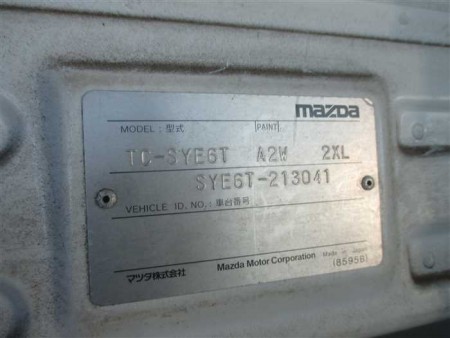 mazda
MODEL: 型式 PAINT
TC-SYE6T A2W 2XL
SYE6T-213041
VEHICLE ID. NO.: 車台番号
マツダ株式会社 Mazda Motor Corporation Made in Japan
(8595B)